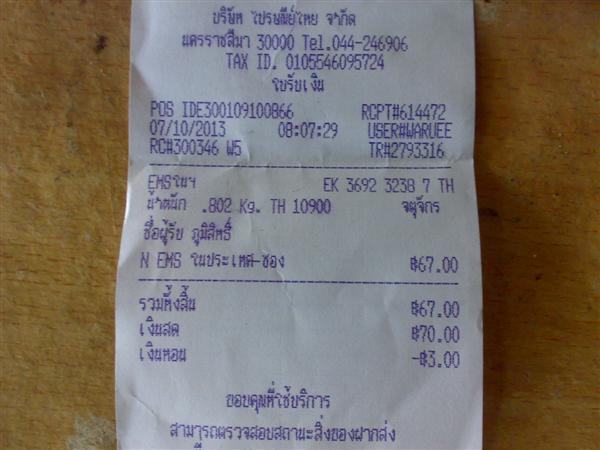 บริษัท ไปรษณีย์ไทย จำกัด
นครราชสีมา 30000 Tel.044-246906
TAX ID. 0105546095724
ใบรับเงิน
POS IDE300109100866 RCPT#614472
07/10/2013 08:07:29 USER#WARUEE
RC#300346 W5 TR#2793316
EMSในฯ EK 3692 3238 7 TH
น้ำหนัก .802 Kg. TH 10900 จตุจักร
ชื่อผู้รับ ภูมิสิทธิ์
N EMS ในประเทศ-ซอง ฿67.00
รวมทั้งสิ้น ฿67.00
เงินสด ฿70.00
เงินทอน -฿3.00
ขอบคุณที่ใช้บริการ
สามารถตรวจสอบสถานะสิ่งของฝากส่ง